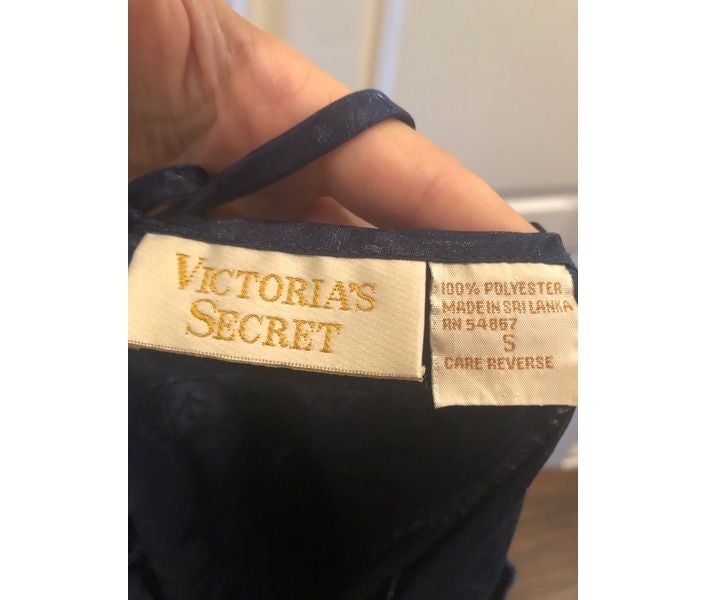 VICTORIA'S
SECRET
100% POLYESTER
MADE IN SRI LANKA
RN 54867
S
CARE REVERSE